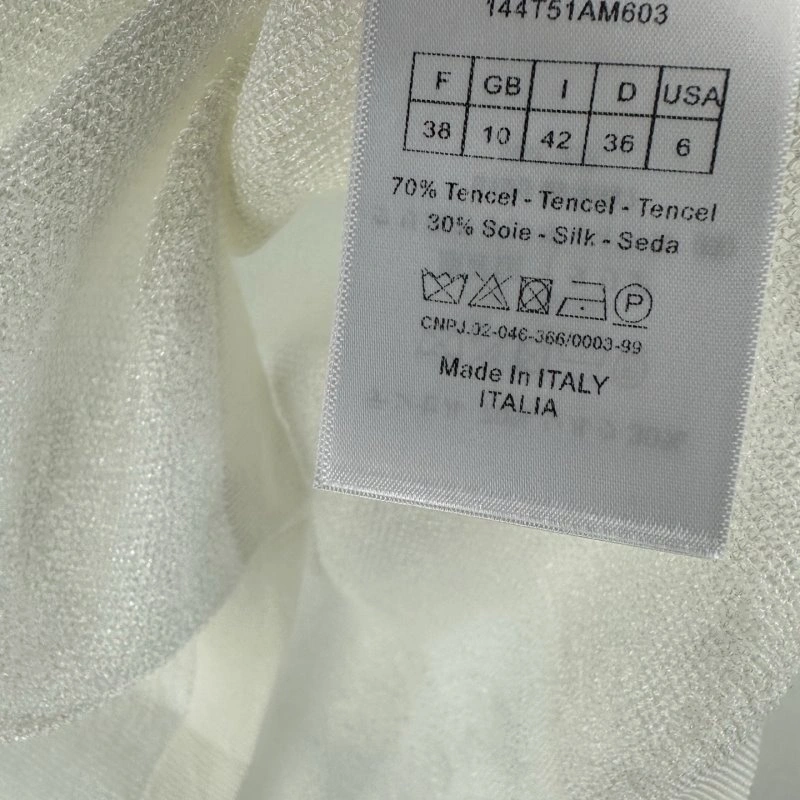 144T51AM603
F GB I D USA
38 10 42 36 6
70% Tencel - Tencel - Tencel
30% Soie - Silk - Seda
P
CNPJ.02-046-366/0003-99
Made In ITALY
ITALIA